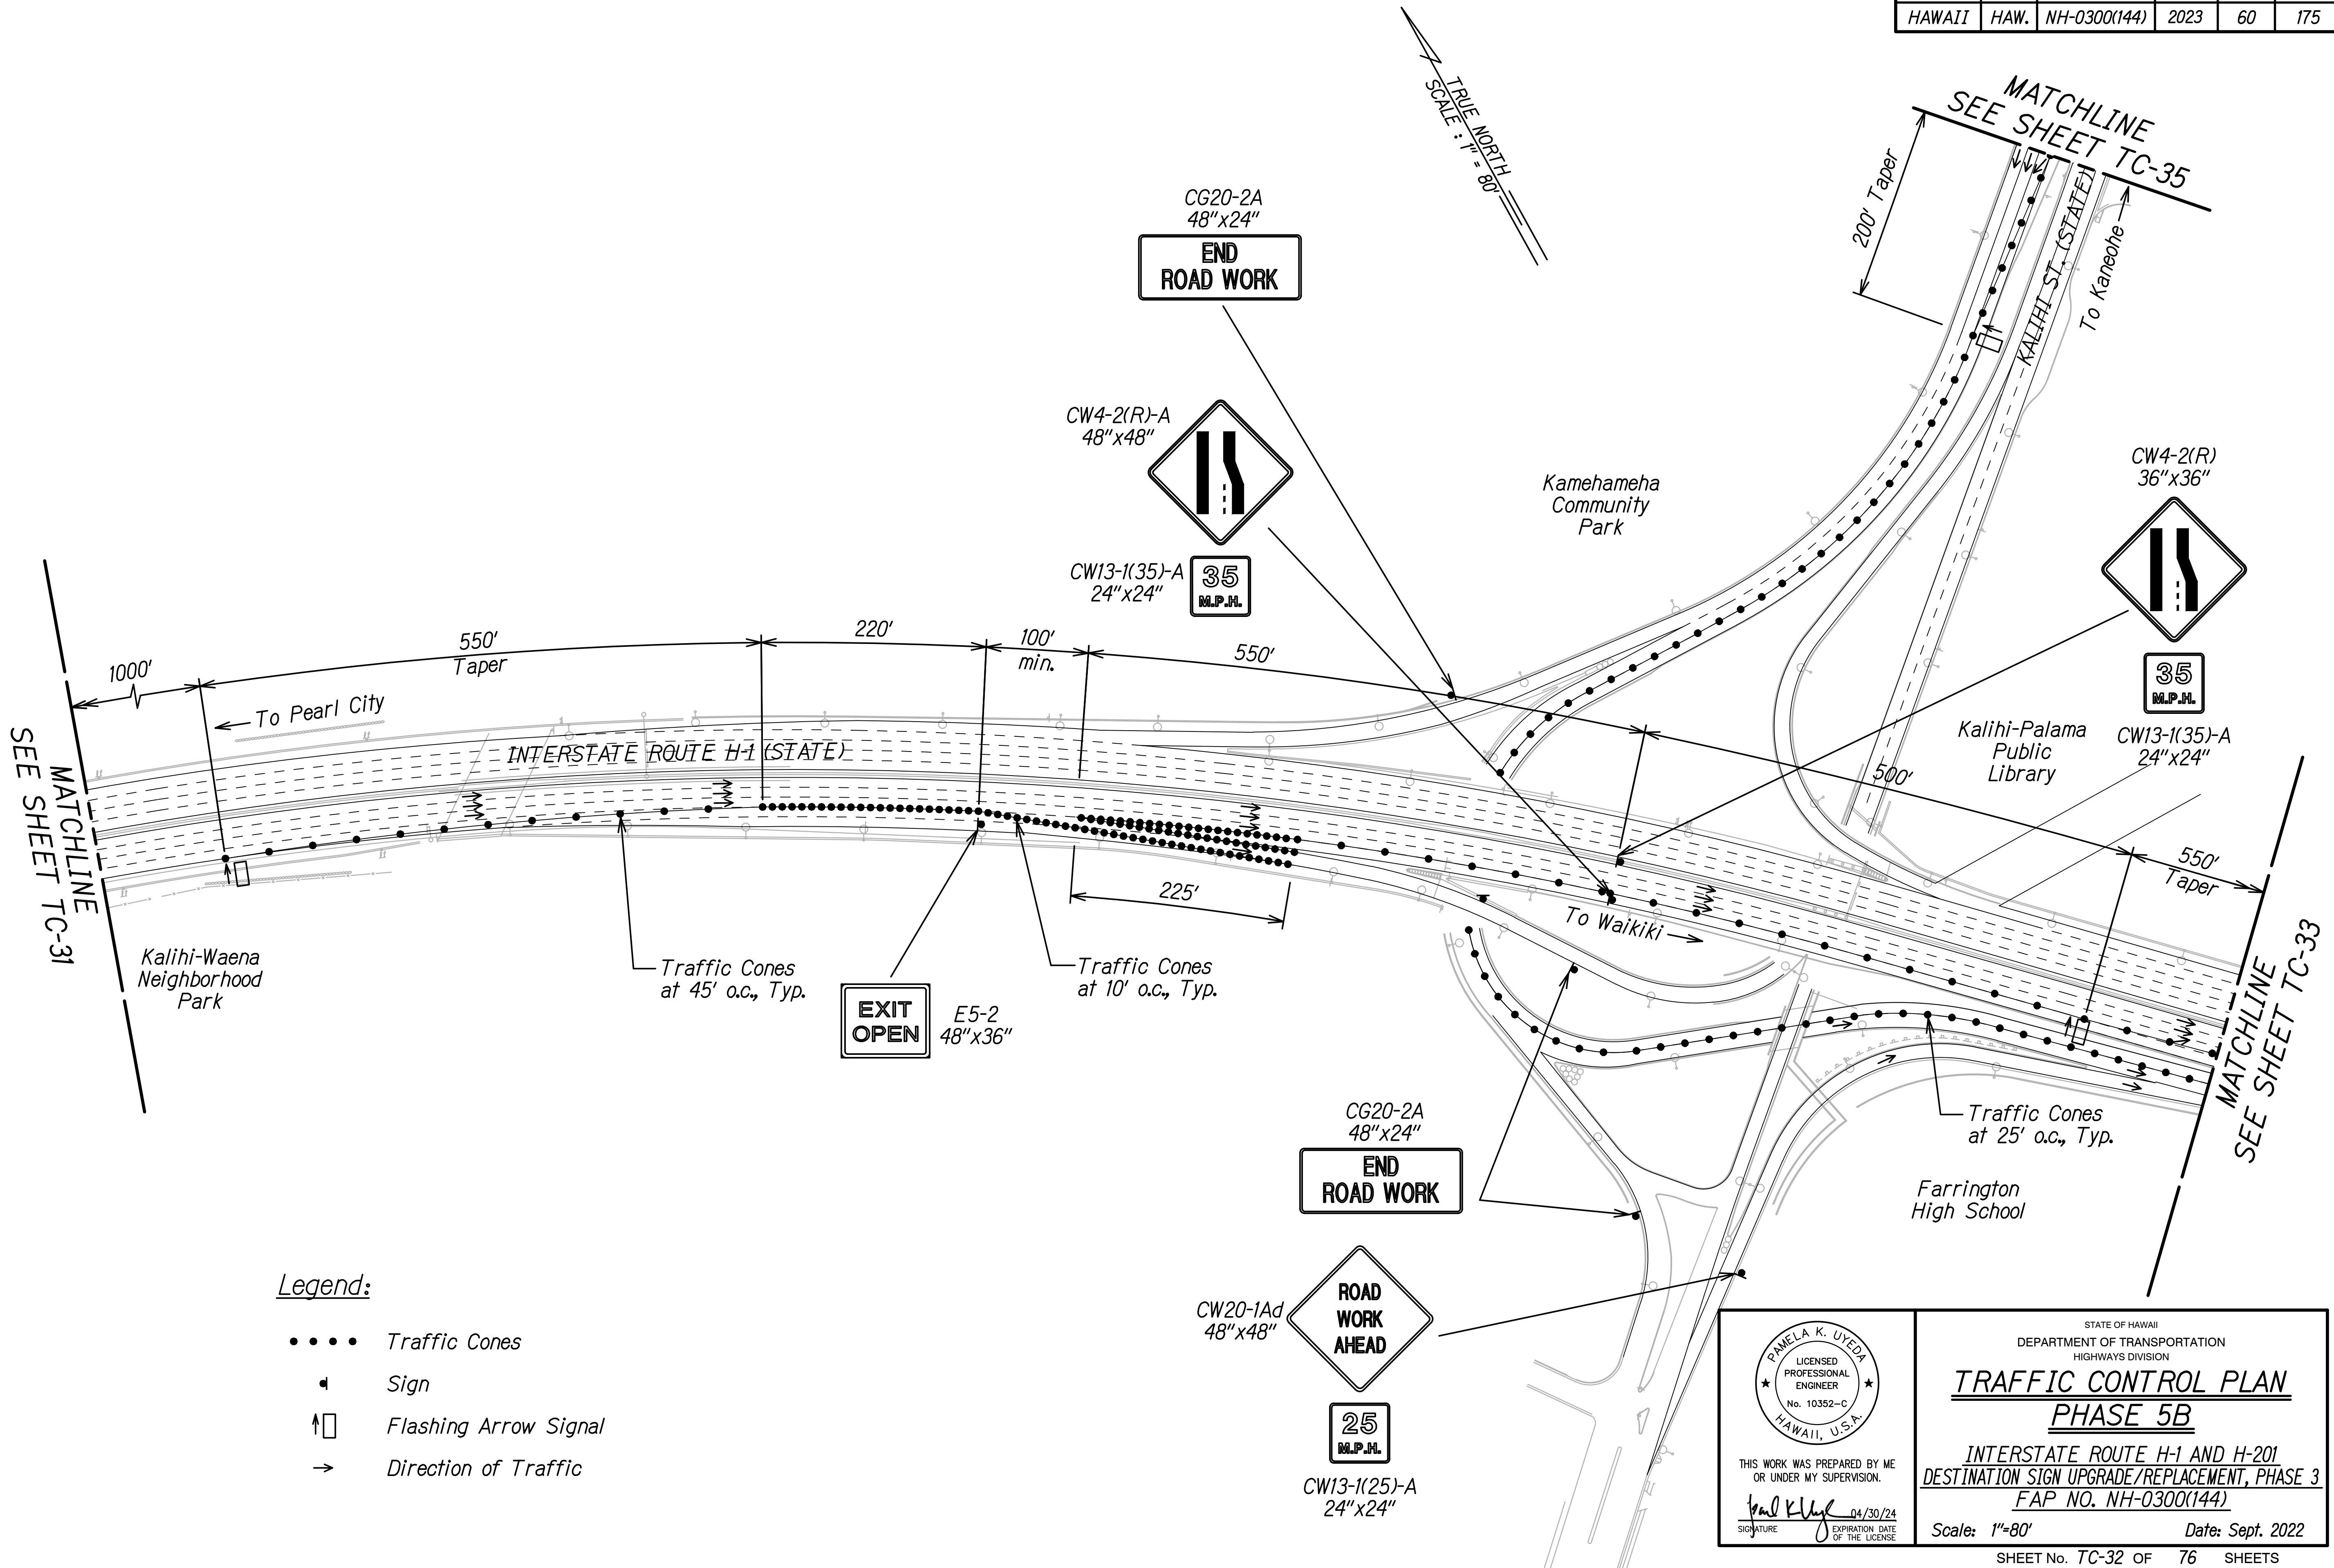 HAWAII HAW. NH-0300(144) 2023 60 175
TRUE NORTH
SCALE : 1" = 80'
MATCHLINE
SEE SHEET TC-35
200' Taper
KALIHI ST. (STATE)
To Kaneohe
CG20-2A
48"x24"
END
ROAD WORK
CW4-2(R)-A
48"x48"
CW13-1(35)-A
24"x24"
35
M.P.H.
Kamehameha
Community
Park
CW4-2(R)
36"x36"
35
M.P.H.
CW13-1(35)-A
24"x24"
Kalihi-Palama
Public
Library
1000'
550'
Taper
220'
100'
min.
550'
500'
550'
Taper
To Pearl City
INTERSTATE ROUTE H-1 (STATE)
MATCHLINE
SEE SHEET TC-31
Kalihi-Waena
Neighborhood
Park
225'
To Waikiki
Traffic Cones
at 45' o.c., Typ.
EXIT
OPEN
E5-2
48"x36"
Traffic Cones
at 10' o.c., Typ.
MATCHLINE
SEE SHEET TC-33
Traffic Cones
at 25' o.c., Typ.
CG20-2A
48"x24"
END
ROAD WORK
Farrington
High School
CW20-1Ad
48"x48"
ROAD
WORK
AHEAD
25
M.P.H.
CW13-1(25)-A
24"x24"
Legend:
Traffic Cones
Sign
Flashing Arrow Signal
Direction of Traffic
PAMELA K. UYEDA
LICENSED
PROFESSIONAL
ENGINEER
No. 10352-C
HAWAII, U.S.A.
THIS WORK WAS PREPARED BY ME
OR UNDER MY SUPERVISION.
04/30/24
SIGNATURE
EXPIRATION DATE
OF THE LICENSE
STATE OF HAWAII
DEPARTMENT OF TRANSPORTATION
HIGHWAYS DIVISION
TRAFFIC CONTROL PLAN
PHASE 5B
INTERSTATE ROUTE H-1 AND H-201
DESTINATION SIGN UPGRADE/REPLACEMENT, PHASE 3
FAP NO. NH-0300(144)
Scale: 1"=80' Date: Sept. 2022
SHEET No. TC-32 OF 76 SHEETS